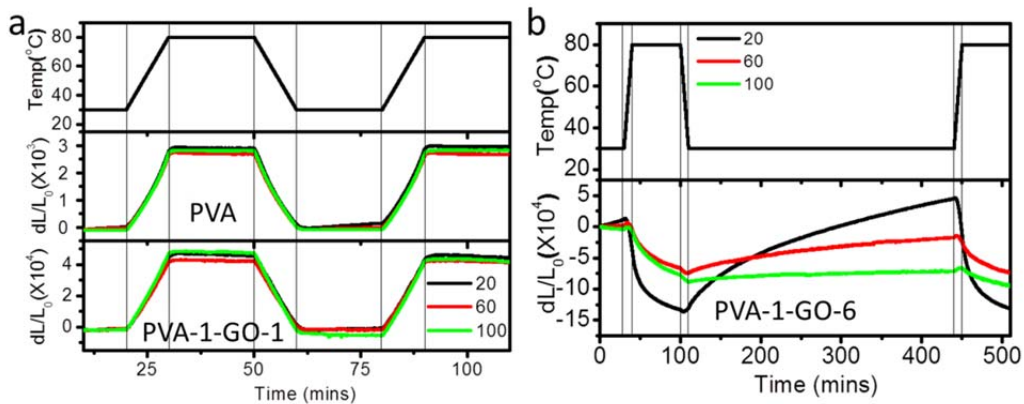 a
Temp(°C)
80
60
40
20
dL/L₀(X10³)
3
2
1
0
PVA
dL/L₀(X10⁴)
4
2
0
20
60
100
PVA-1-GO-1
25 50 75 100
Time (mins)
b
Temp(°C)
80
60
40
20
20
60
100
dL/L₀(X10⁴)
5
0
-5
-10
-15
PVA-1-GO-6
0 100 200 300 400 500
Time (mins)